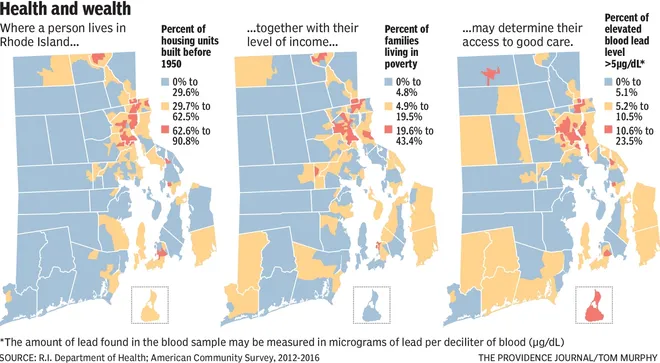 Health and wealth
Where a person lives in
Rhode Island...
Percent of
housing units
built before
1950
0% to
29.6%
29.7% to
62.5%
62.6% to
90.8%
...together with their
level of income...
Percent of
families
living in
poverty
0% to
4.8%
4.9% to
19.5%
19.6% to
43.4%
...may determine their
access to good care.
Percent of
elevated
blood lead
level
>5µg/dL*
0% to
5.1%
5.2% to
10.5%
10.6% to
23.5%
*The amount of lead found in the blood sample may be measured in micrograms of lead per deciliter of blood (µg/dL)
SOURCE: R.I. Department of Health; American Community Survey, 2012-2016
THE PROVIDENCE JOURNAL/TOM MURPHY